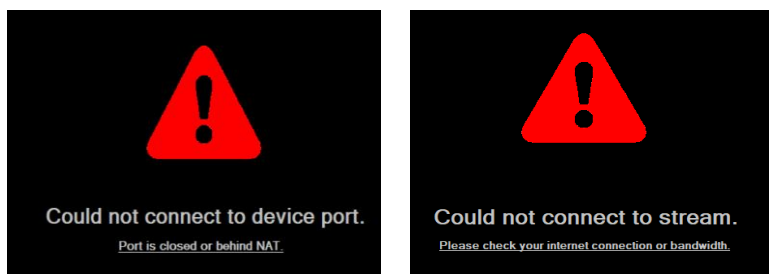 Could not connect to device port.
Port is closed or behind NAT.
Could not connect to stream.
Please check your internet connection or bandwidth.